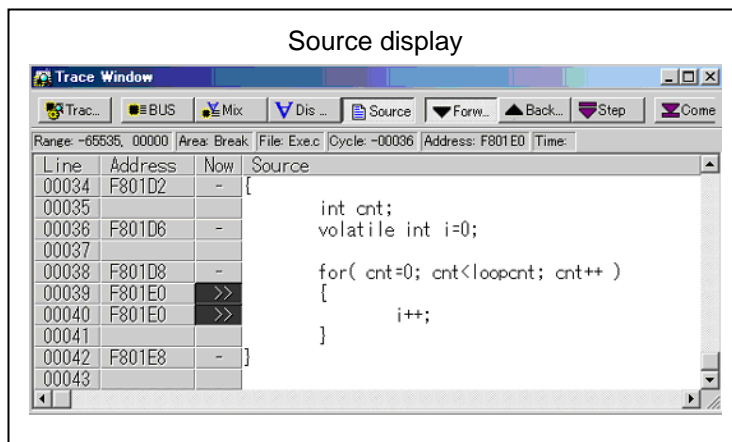 Source display
Trace Window
Trac... BUS Mix Dis ... Source Forw... Back... Step Come
Range: -65535, 00000 Area: Break File: Exe.c Cycle: -00036 Address: F801E0 Time:
Line Address Now Source
00034 F801D2 - {
00035 int cnt;
00036 F801D6 - volatile int i=0;
00037
00038 F801D8 - for( cnt=0; cnt<loopcnt; cnt++ )
00039 F801E0 >> {
00040 F801E0 >> i++;
00041 }
00042 F801E8 - }
00043